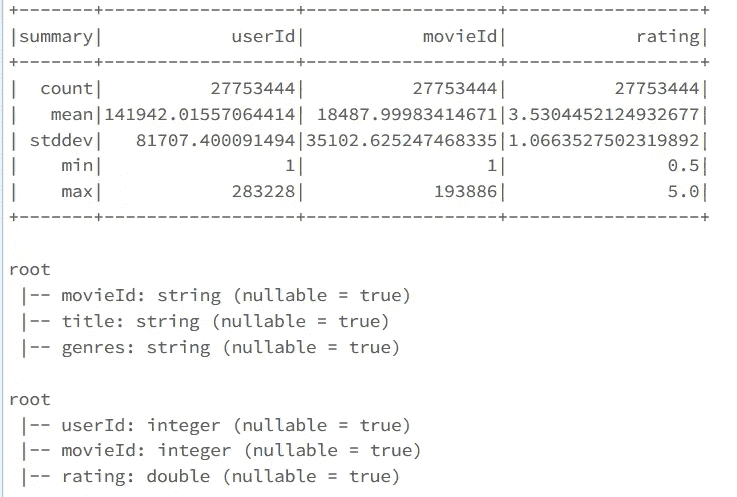 +-------+------------------+------------------+------------------+
|summary|            userId|           movieId|            rating|
+-------+------------------+------------------+------------------+
|  count|          27753444|          27753444|          27753444|
|   mean|141942.01557064414| 18487.99983414671|3.5304452124932677|
| stddev|   81707.400091494|35102.625247468335|1.0663527502319892|
|    min|                 1|                 1|               0.5|
|    max|            283228|            193886|               5.0|
+-------+------------------+------------------+------------------+
root
 |-- movieId: string (nullable = true)
 |-- title: string (nullable = true)
 |-- genres: string (nullable = true)
root
 |-- userId: integer (nullable = true)
 |-- movieId: integer (nullable = true)
 |-- rating: double (nullable = true)